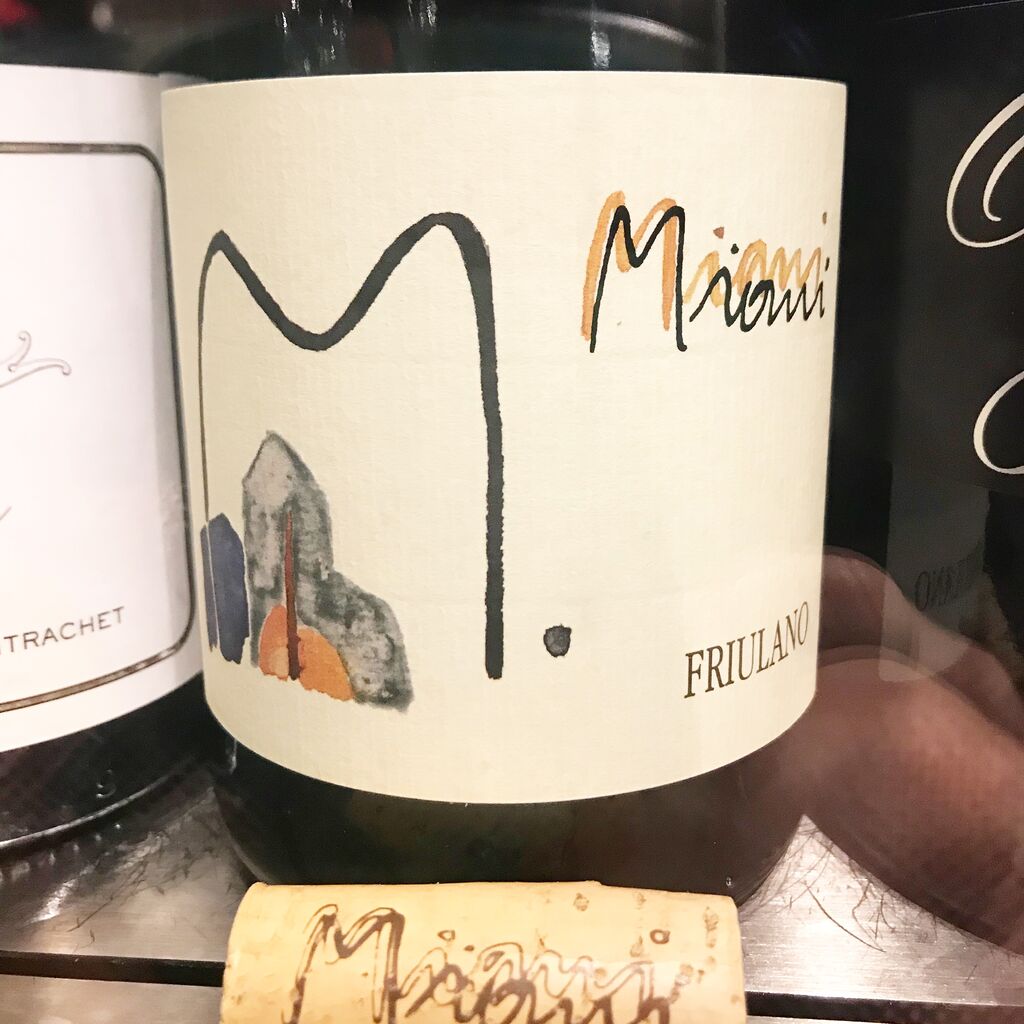 TRACHET
M.
Miani
FRIULANO
Miani